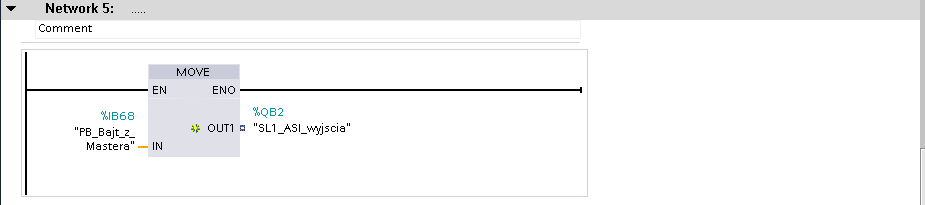 Network 5: .....
Comment
MOVE
EN ENO
%IB68
"PB_Bajt_z_
Mastera"
IN
%QB2
OUT1
"SL1_ASI_wyjscia"